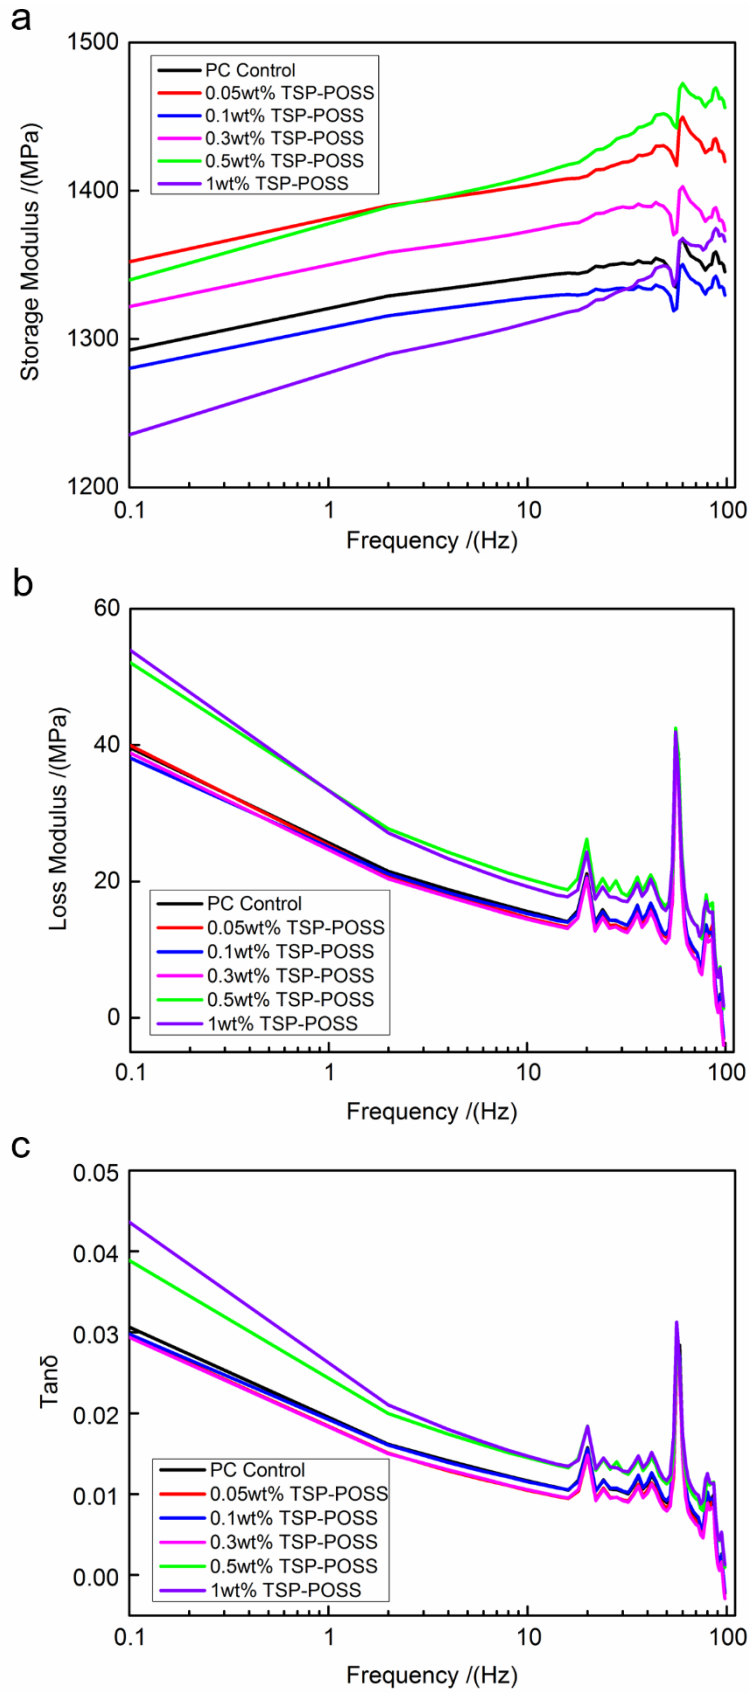 a
1500
1400
1300
1200
Storage Modulus /(MPa)
PC Control
0.05wt% TSP-POSS
0.1wt% TSP-POSS
0.3wt% TSP-POSS
0.5wt% TSP-POSS
1wt% TSP-POSS
0.1 1 10 100
Frequency /(Hz)
b
60
40
20
0
Loss Modulus /(MPa)
PC Control
0.05wt% TSP-POSS
0.1wt% TSP-POSS
0.3wt% TSP-POSS
0.5wt% TSP-POSS
1wt% TSP-POSS
0.1 1 10 100
Frequency /(Hz)
c
0.05
0.04
0.03
0.02
0.01
0.00
Tanδ
PC Control
0.05wt% TSP-POSS
0.1wt% TSP-POSS
0.3wt% TSP-POSS
0.5wt% TSP-POSS
1wt% TSP-POSS
0.1 1 10 100
Frequency /(Hz)